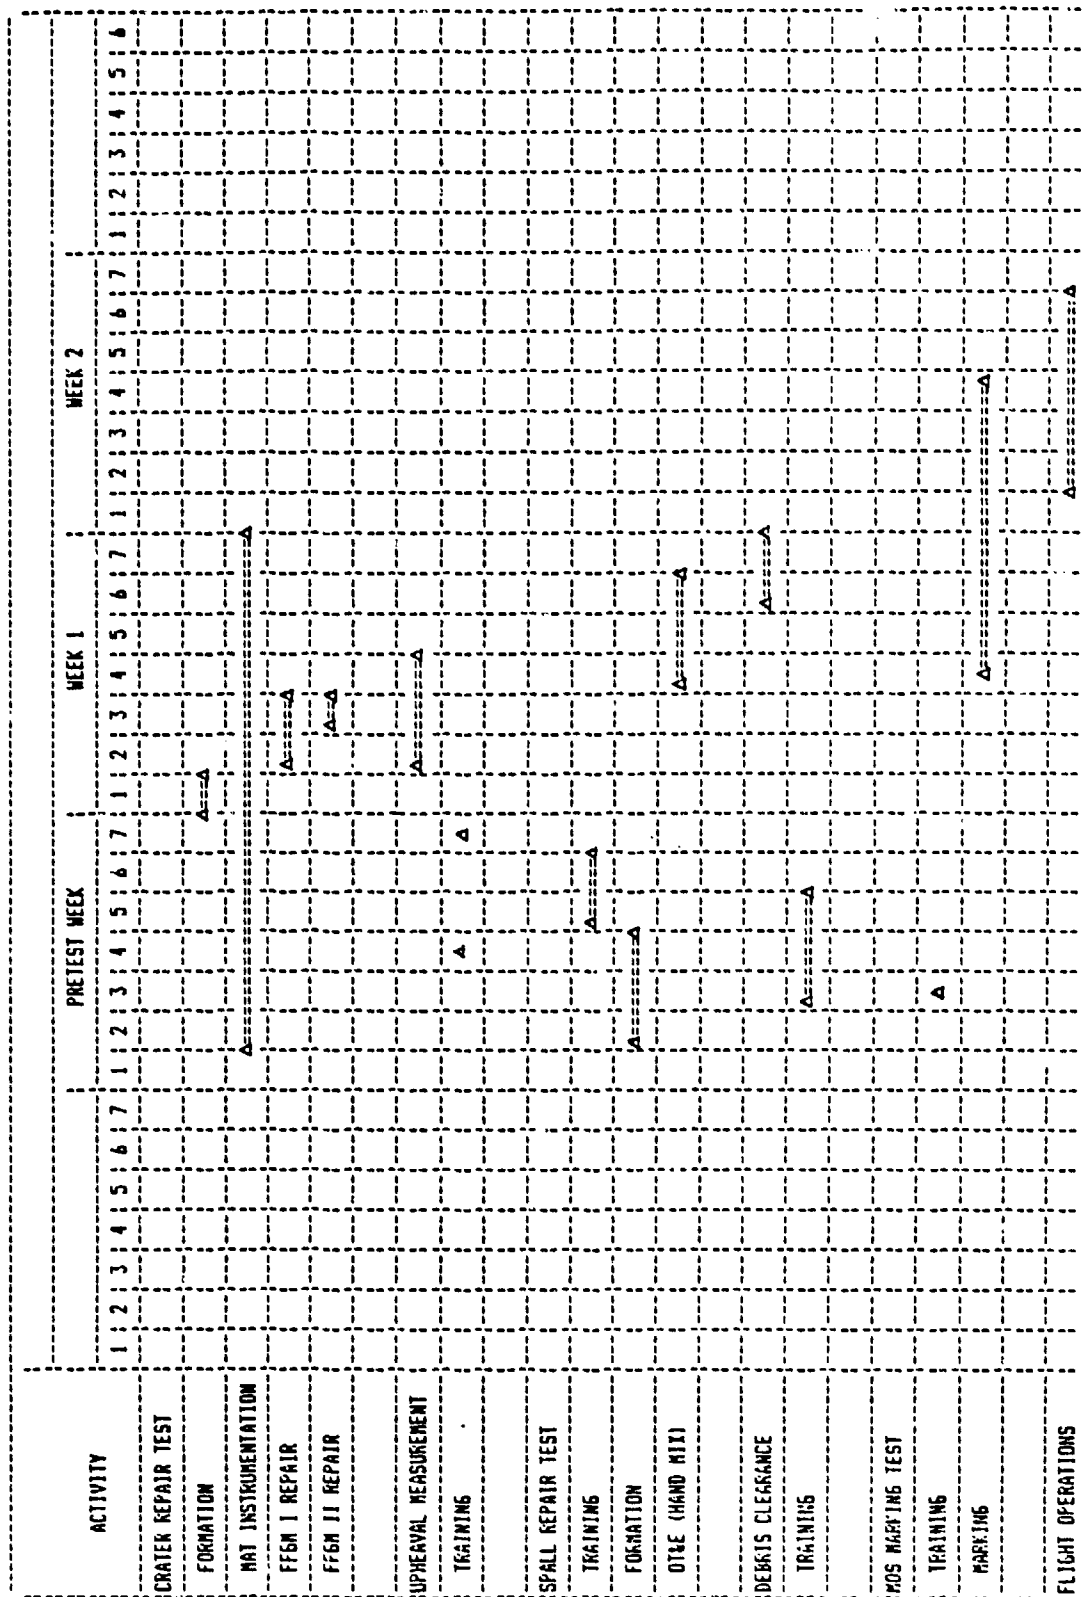 PRETEST WEEK WEEK 1 WEEK 2
ACTIVITY 1 2 3 4 5 6 7 1 2 3 4 5 6 7 1 2 3 4 5 6 7 1 2 3 4 5 6 7 1 2 3 4 5 6
CRATER REPAIR TEST
FORMATION
MAT INSTRUMENTATION
FFGM I REPAIR
FFGM II REPAIR
UPHEAVAL MEASUREMENT
TRAINING
SPALL REPAIR TEST
TRAINING
FORMATION
OT&E (HAND MIX)
DEBRIS CLEARANCE
TRAINING
MOS MARKING TEST
TRAINING
MARKING
FLIGHT OPERATIONS